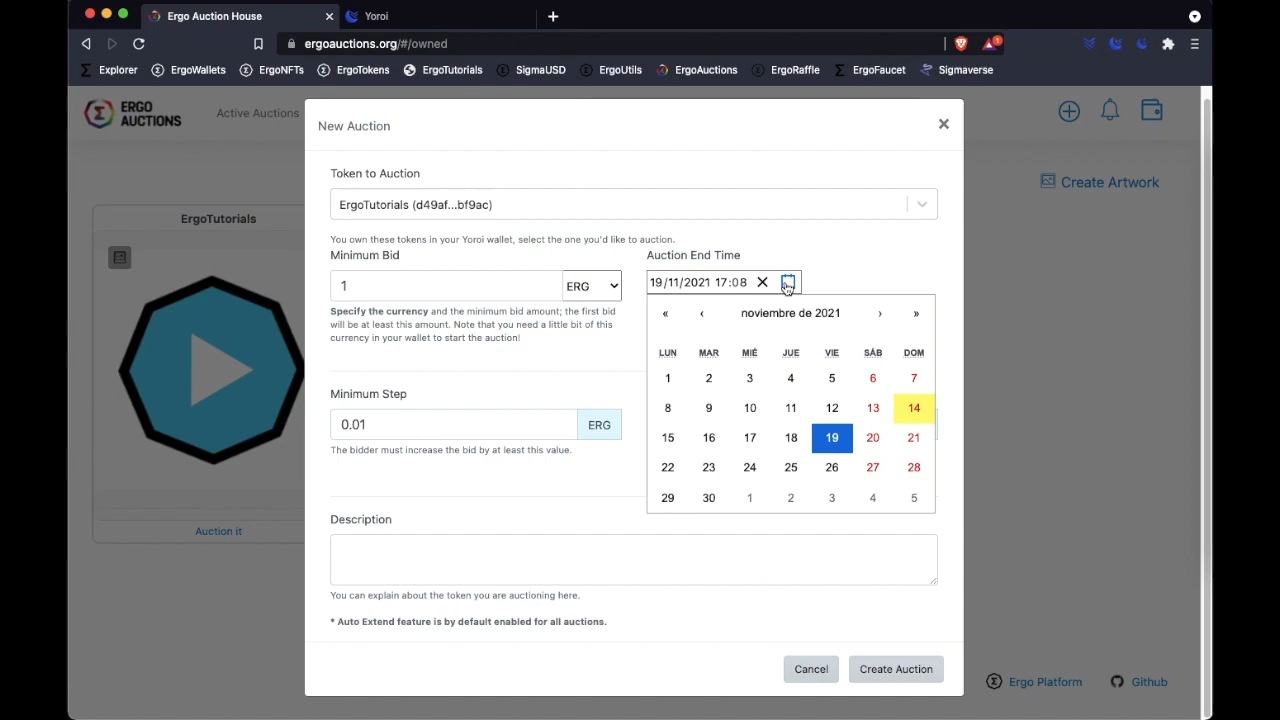 Ergo Auction House
Yoroi
ergoauctions.org/#/owned
1
Explorer ErgoWallets ErgoNFTs ErgoTokens ErgoTutorials SigmaUSD ErgoUtils ErgoAuctions ErgoRaffle ErgoFaucet Sigmaverse
ERGO
AUCTIONS
Active Auctions
Create Artwork
ErgoTutorials
Auction it
New Auction
Token to Auction
ErgoTutorials (d49af...bf9ac)
You own these tokens in your Yoroi wallet, select the one you'd like to auction.
Minimum Bid
1 ERG
Specify the currency and the minimum bid amount; the first bid
will be at least this amount. Note that you need a little bit of this
currency in your wallet to start the auction!
Auction End Time
19/11/2021 17:08
« ‹ noviembre de 2021 › »
LUN MAR MIÉ JUE VIE SÁB DOM
1 2 3 4 5 6 7
8 9 10 11 12 13 14
15 16 17 18 19 20 21
22 23 24 25 26 27 28
29 30 1 2 3 4 5
Minimum Step
0.01 ERG
The bidder must increase the bid by at least this value.
Description
You can explain about the token you are auctioning here.
* Auto Extend feature is by default enabled for all auctions.
Cancel Create Auction
Ergo Platform Github